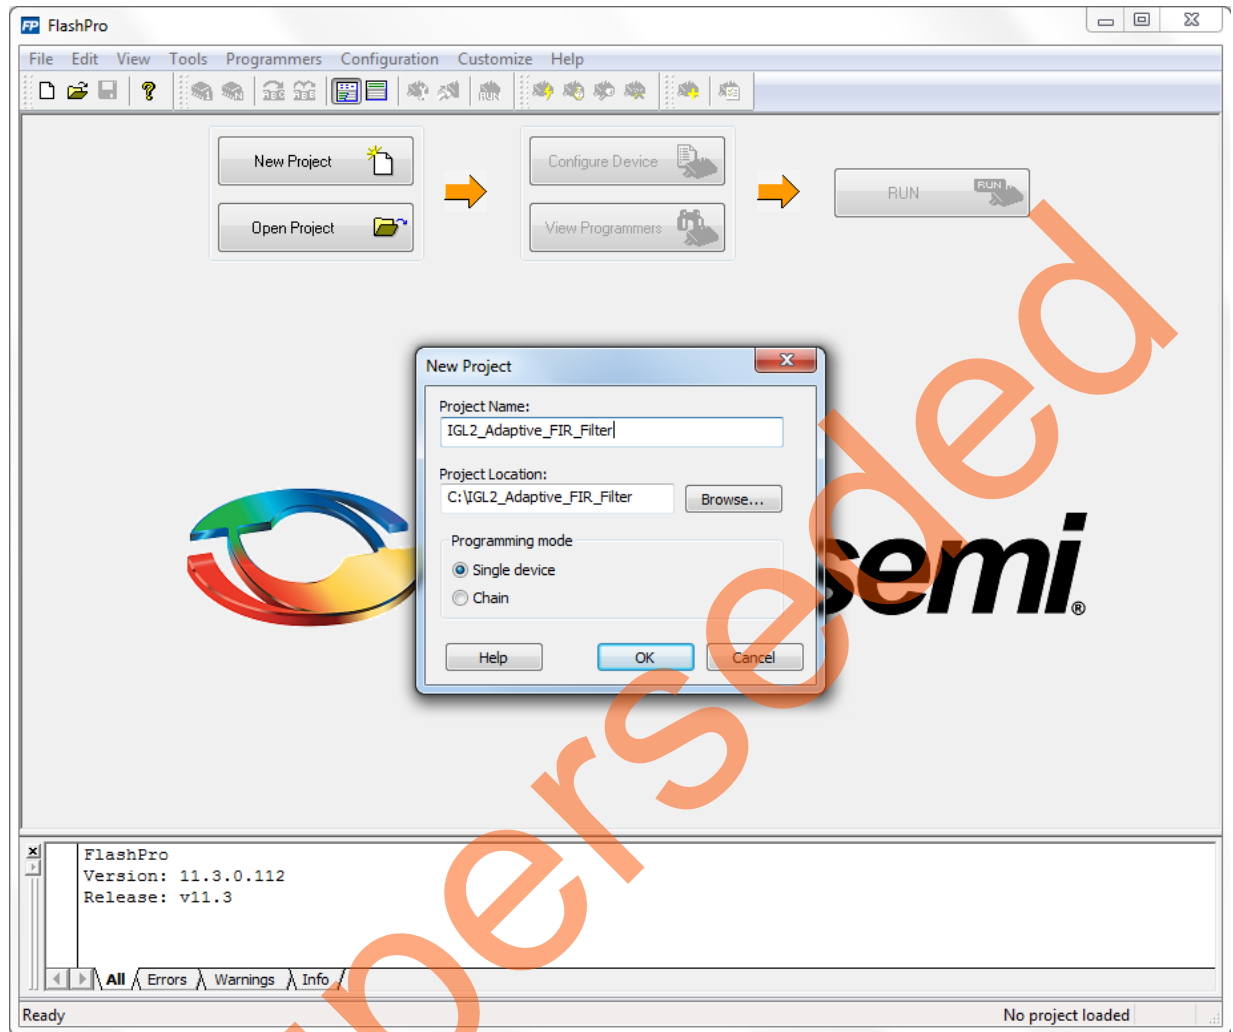 FP FlashPro
File Edit View Tools Programmers Configuration Customize Help
New Project
Configure Device
RUN
RUN
Open Project
View Programmers
New Project
Project Name:
IGL2_Adaptive_FIR_Filter
Project Location:
C:\IGL2_Adaptive_FIR_Filter
Browse...
Programming mode
Single device
Chain
Help
OK
Cancel
semi®
FlashPro
Version: 11.3.0.112
Release: v11.3
All Errors Warnings Info
Ready
No project loaded
perseded